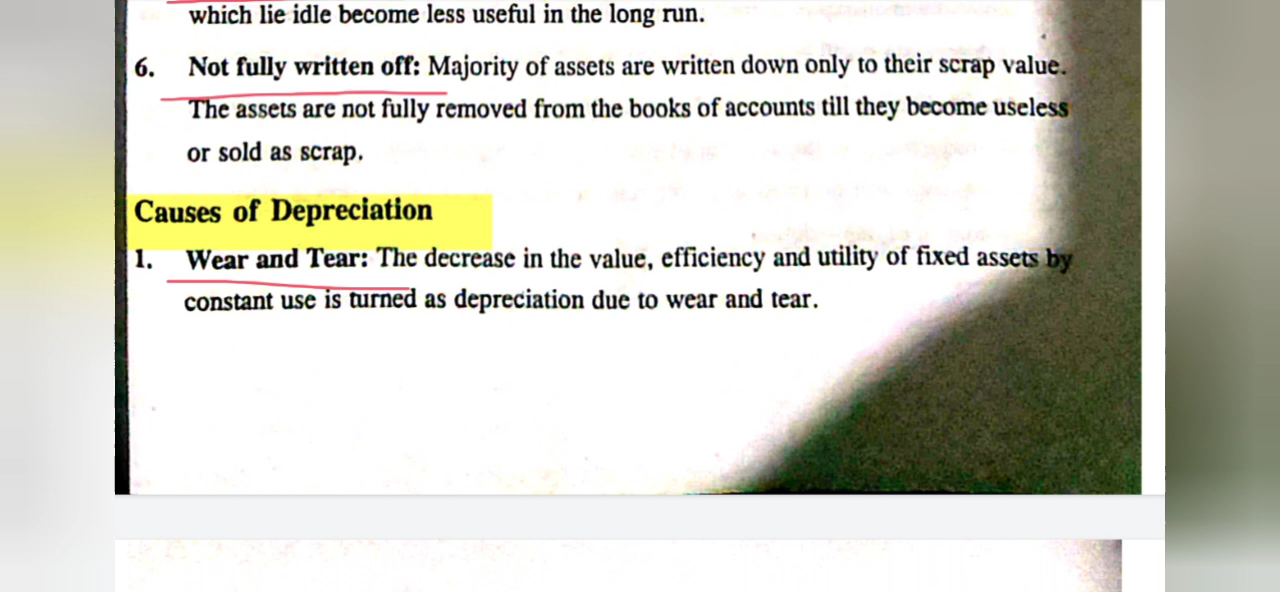 which lie idle become less useful in the long run.
6. Not fully written off: Majority of assets are written down only to their scrap value.
The assets are not fully removed from the books of accounts till they become useless
or sold as scrap.
Causes of Depreciation
1. Wear and Tear: The decrease in the value, efficiency and utility of fixed assets by
constant use is turned as depreciation due to wear and tear.